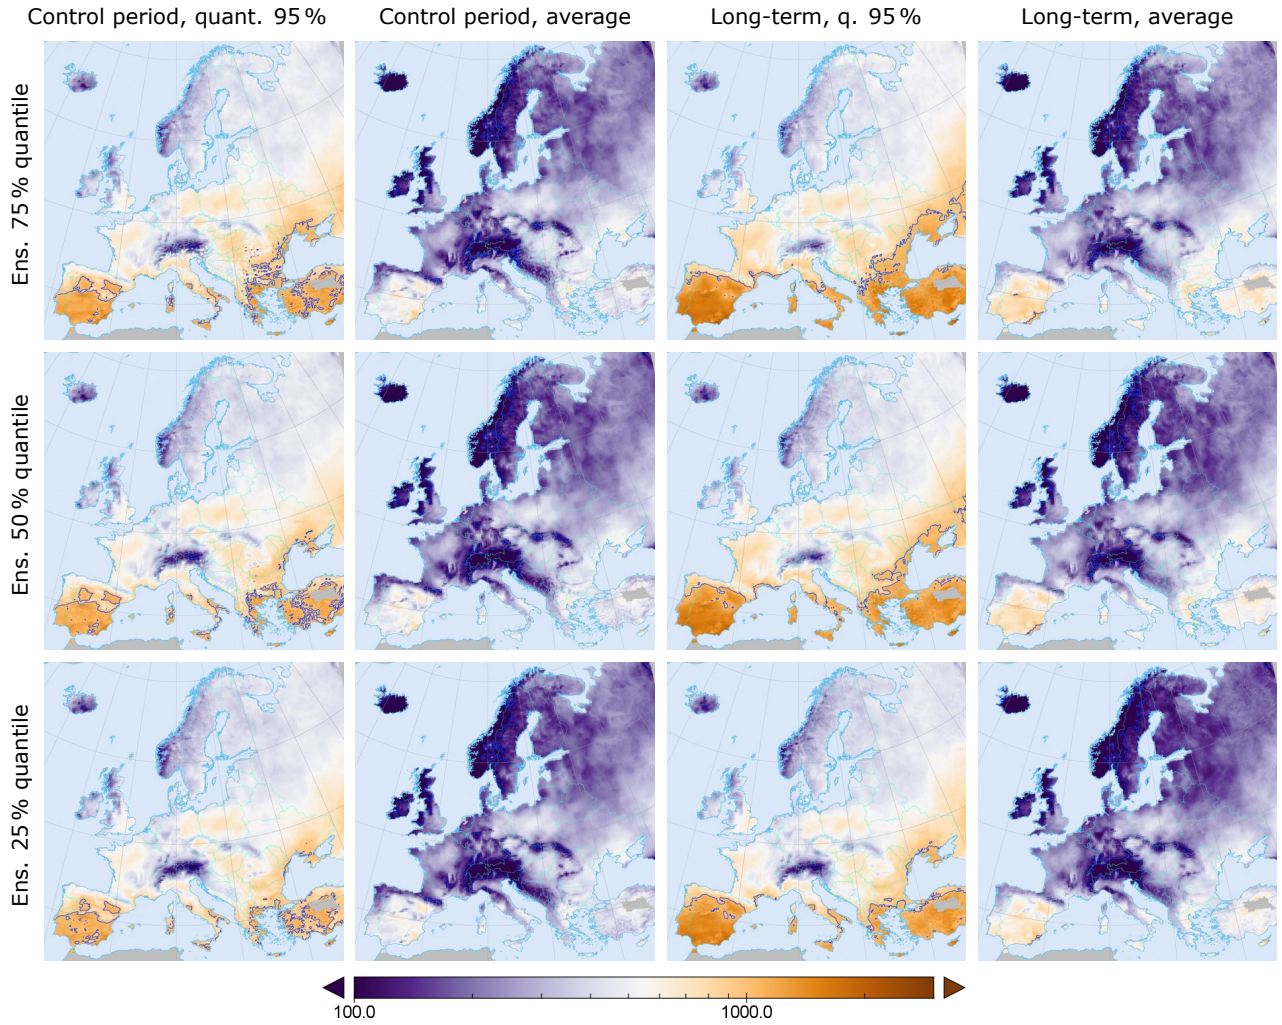 Control period, quant. 95 %
Control period, average
Long-term, q. 95 %
Long-term, average
Ens. 75 % quantile
Ens. 50 % quantile
Ens. 25 % quantile
100.0
1000.0